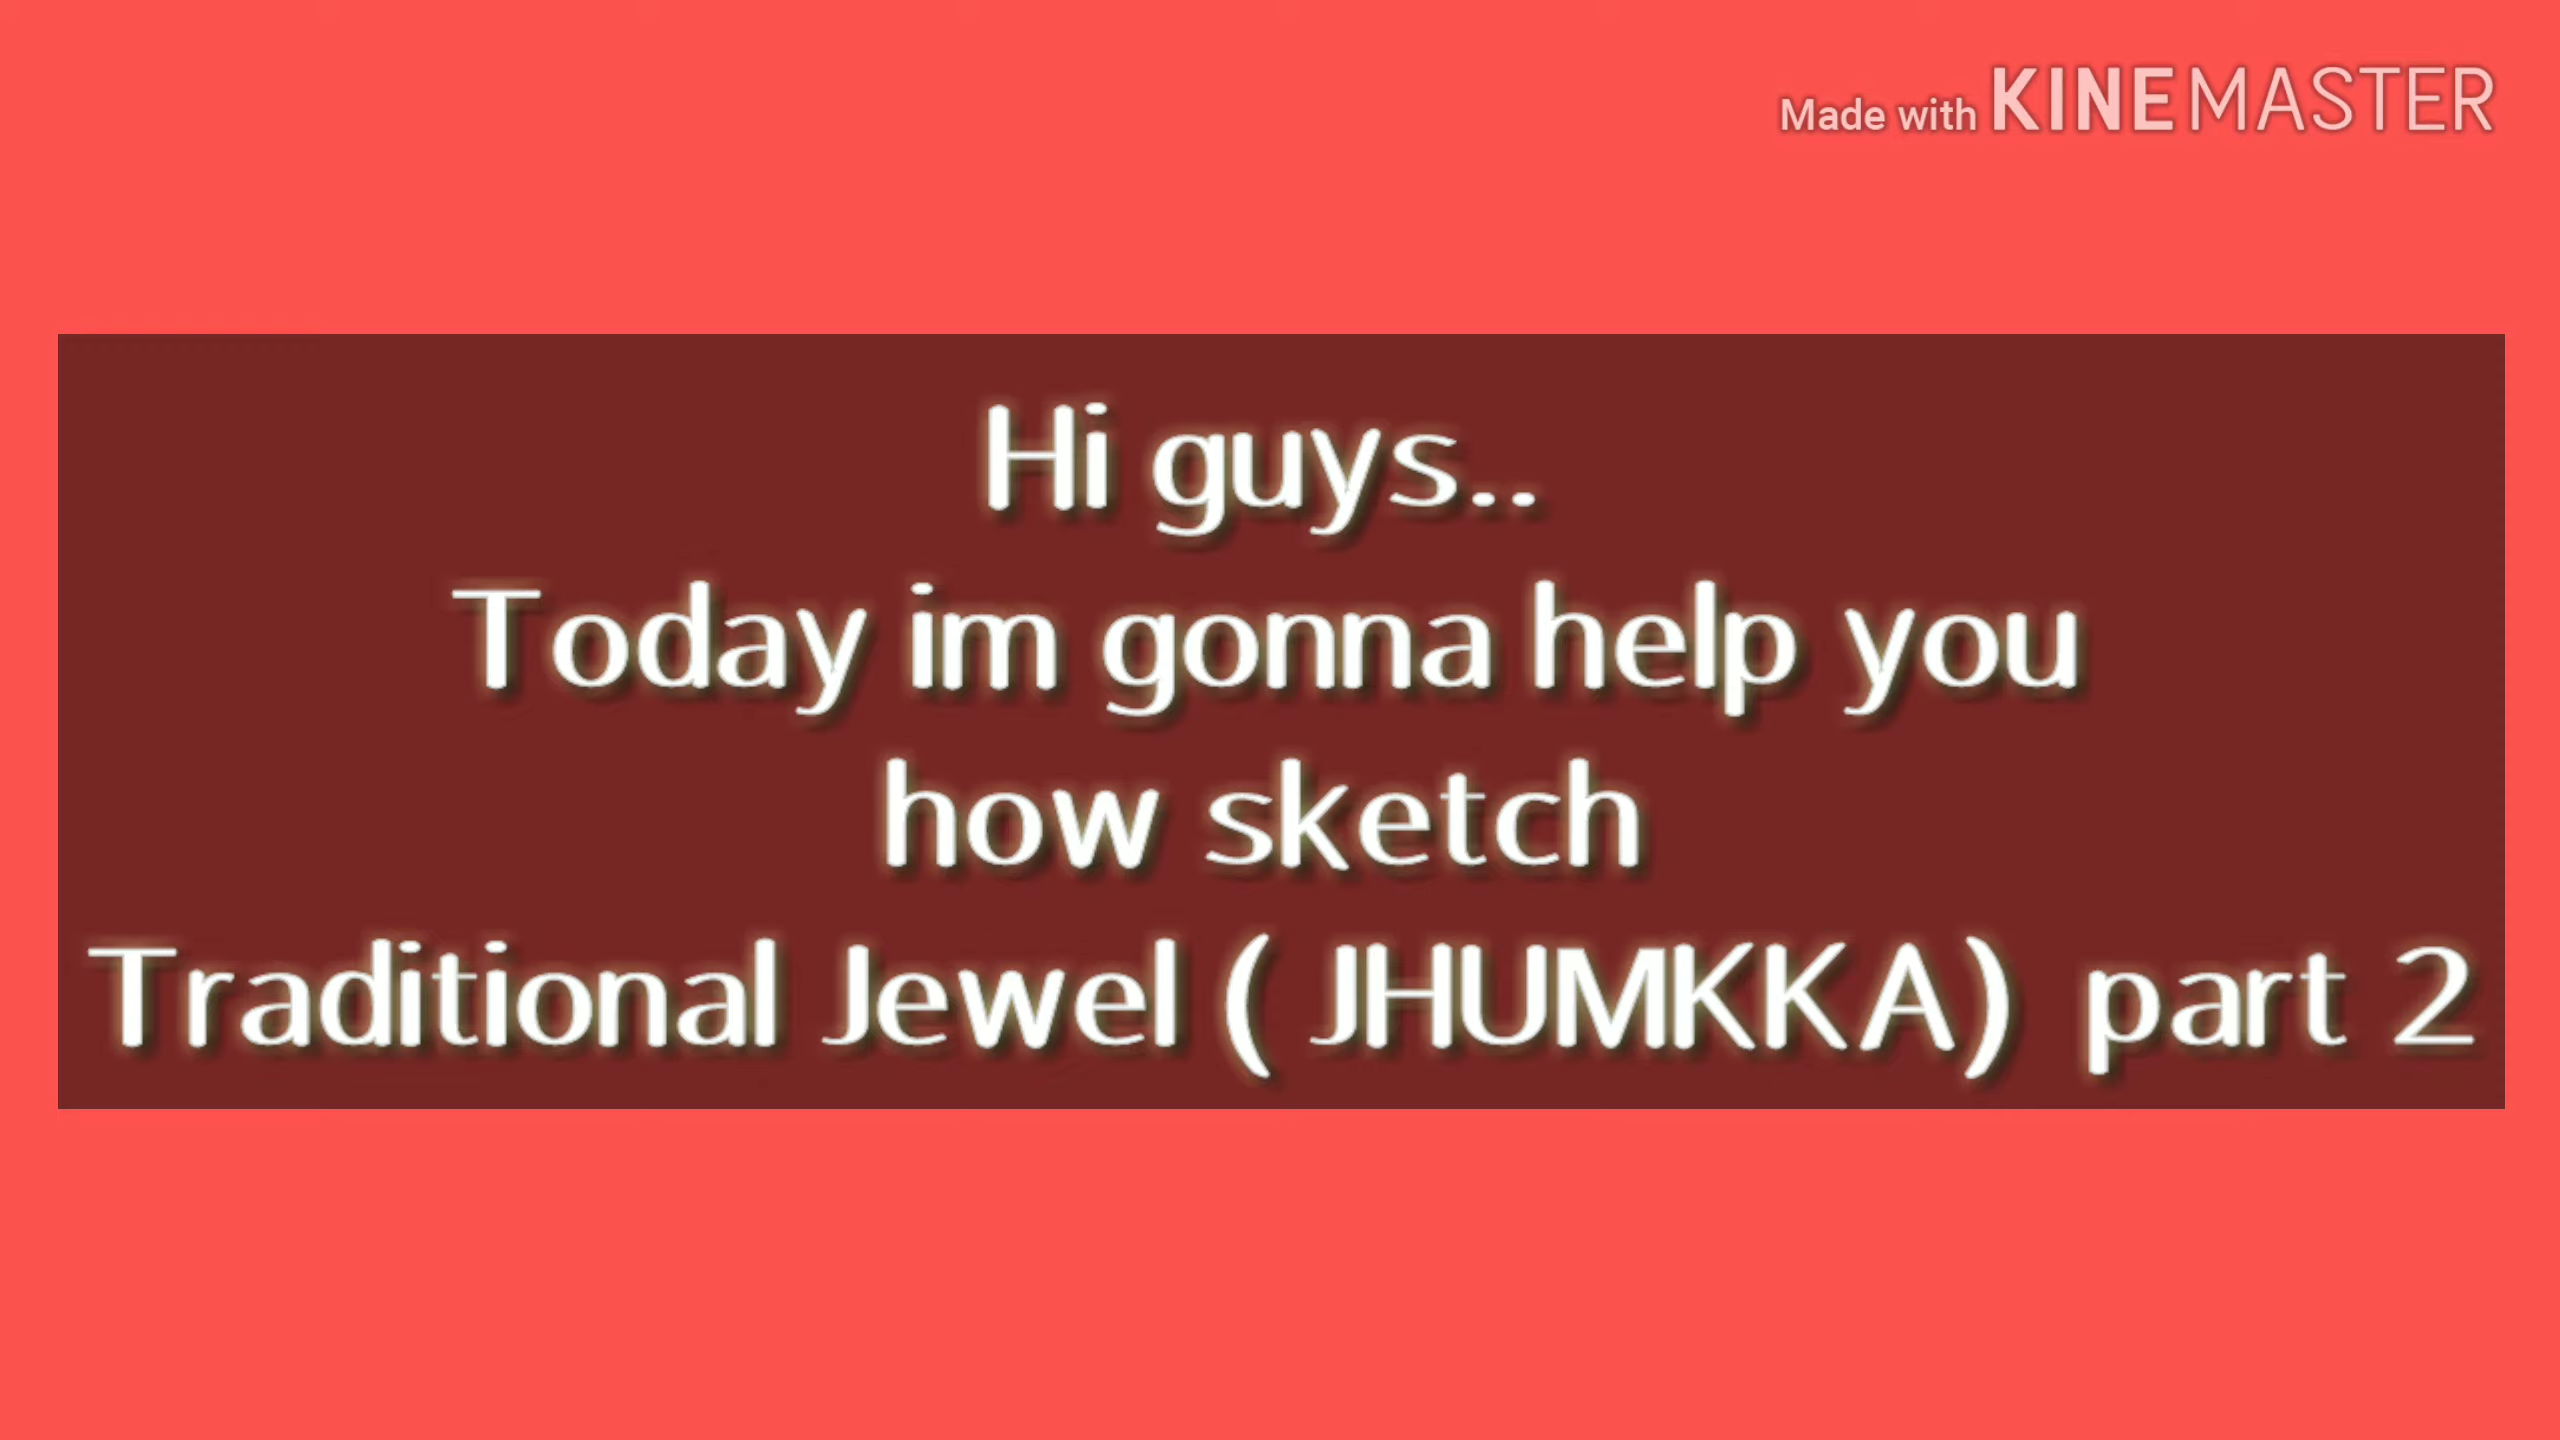 Made with KINEMASTER
Hi guys..
Today im gonna help you
how sketch
Traditional Jewel ( JHUMKKA) part 2